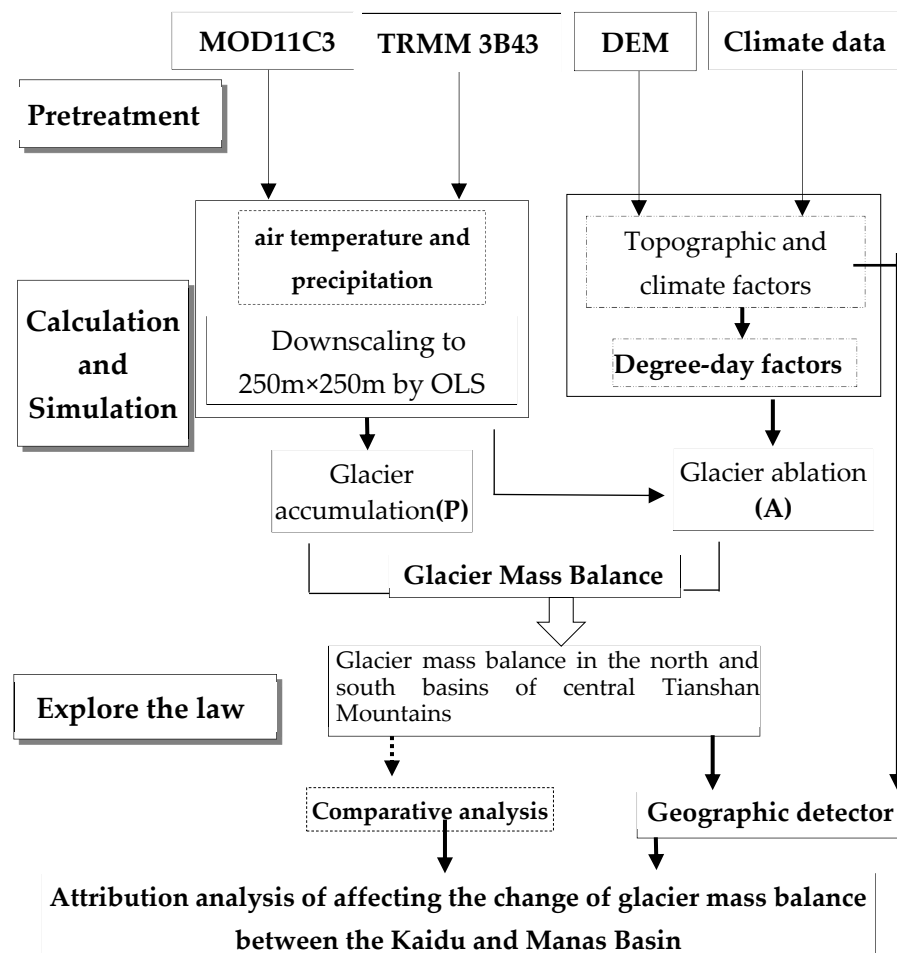 MOD11C3
TRMM 3B43
DEM
Climate data
Pretreatment
air temperature and
precipitation
Topographic and
climate factors
Calculation
and
Simulation
Downscaling to
250m×250m by OLS
Degree-day factors
Glacier
accumulation(P)
Glacier ablation
(A)
Glacier Mass Balance
Glacier mass balance in the north and
south basins of central Tianshan
Mountains
Explore the law
Comparative analysis
Geographic detector
Attribution analysis of affecting the change of glacier mass balance
between the Kaidu and Manas Basin